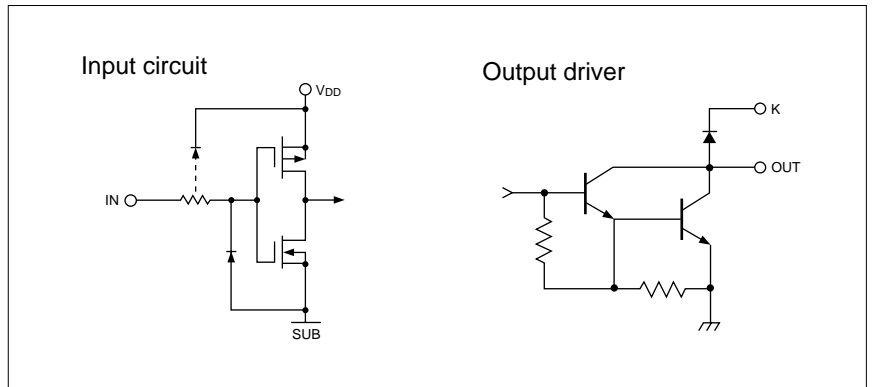 Input circuit
Output driver
VDD
K
IN
OUT
SUB